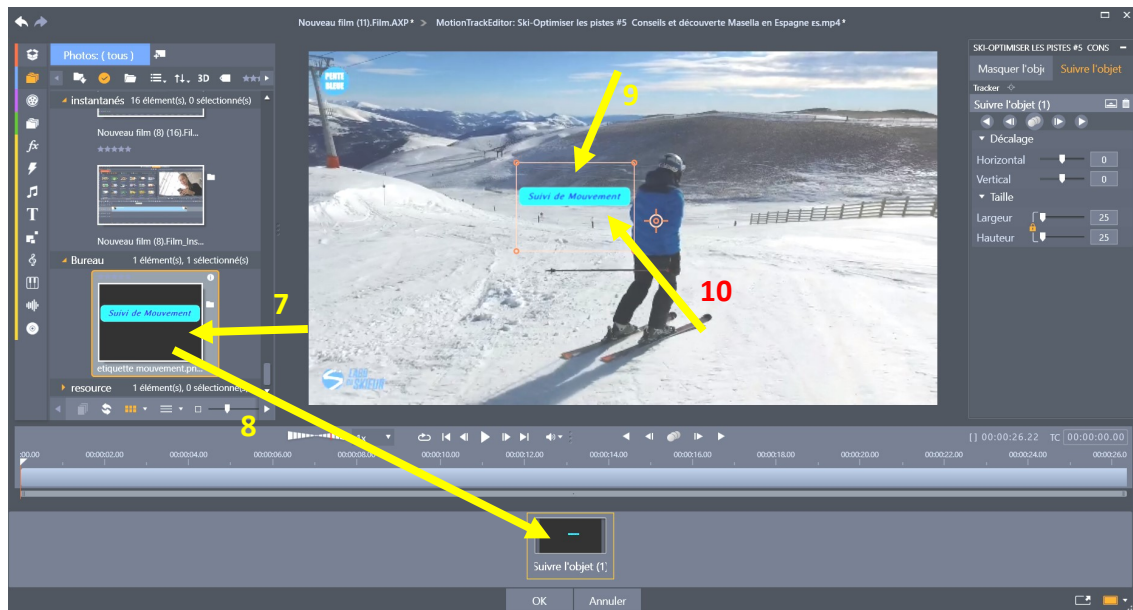 Nouveau film (11).Film.AXP* > MotionTrackEditor: Ski-Optimiser les pistes #5 Conseils et découverte Masella en Espagne ᴇs.mp4*
Photos: ( tous )
3D
instantanés 16 élément(s), 0 sélectionné(s)
Nouveau film (8) (16).Fil...
Nouveau film (8).Film_Ins...
Bureau 1 élément(s), 1 sélectionné(s)
Suivi de Mouvement
etiquette mouvement.pn...
resource 1 élément(s), 0 sélectionné(s)
7
8
PENTE
BLEUE
9
Suivi de Mouvement
10
LABO
DU SKIEUR
SKI-OPTIMISER LES PISTES #5 CONS
Masquer l'obje Suivre l'objet
Tracker
Suivre l'objet (1)
Décalage
Horizontal 0
Vertical 0
Taille
Largeur 25
Hauteur 25
1x
[] 00:00:26.22 TC 00:00:00.00
:00.00 00:00:02.00 00:00:04.00 00:00:06.00 00:00:08.00 00:00:10.00 00:00:12.00 00:00:14.00 00:00:16.00 00:00:18.00 00:00:20.00 00:00:22.00 00:00:24.00 00:00:26.0
Suivre l'objet (1)
OK Annuler